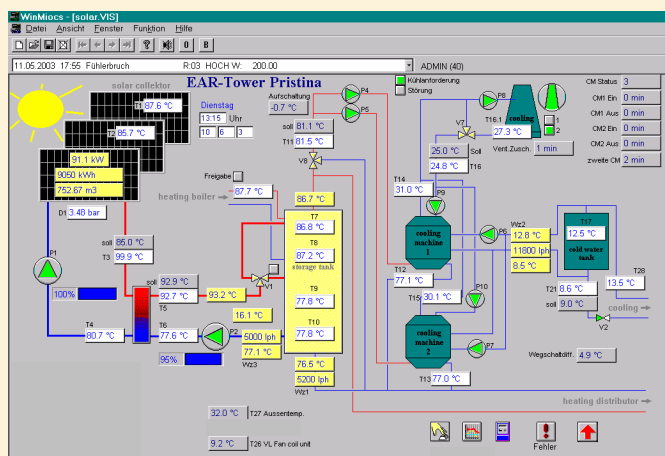 WinMiocs - [solar.VIS]
Datei Ansicht Fenster Funktion Hilfe
0 B
11.05.2003 17:55 Fühlerbruch R:03 HOCH W: 200.00 ADMIN (40)
solar collektor
EAR-Tower Pristina
T1 87.6 °C
T2 85.7 °C
91.1 kW
9050 kWh
752.67 m3
D1 3.48 bar
Dienstag
13:15 Uhr
10 6 3
Aufschaltung
-0.7 °C
P4
P5
soll 81.1 °C
T11 81.5 °C
V8
Kühlanforderung
Störung
P8
V7
cooling
T16.1
27.3 °C
1
2
Vent.Zusch. 1 min
soll 25.0 °C
24.8 °C T16
CM Status 3
CM1 Ein 0 min
CM1 Aus 0 min
CM2 Ein 0 min
CM2 Aus 0 min
zweite CM 2 min
Freigabe
heating boiler
87.7 °C
86.7 °C
T7
86.8 °C
T8
87.2 °C
storage tank
T9
77.8 °C
T10
77.8 °C
76.5 °C
5200 lph
Wz1
P1
100%
soll 85.0 °C
T3 99.9 °C
soll 92.9 °C
92.7 °C
T5
93.2 °C
V1
16.1 °C
T4
80.7 °C
T6
77.6 °C
P2
95%
5000 lph
77.1 °C
Wz3
T14
31.0 °C
P9
cooling machine 1
T12
77.1 °C
P6
Wz2
12.8 °C
11800 lph
8.5 °C
T17
12.5 °C
cold water tank
T28
13.5 °C
T21 8.6 °C
soll 9.0 °C
V2
cooling
T15 30.1 °C
P10
cooling machine 2
P7
T13 77.0 °C
Wegschaltdiff. 4.9 °C
heating distributor
32.0 °C T27 Aussentemp.
9.2 °C T26 VL Fan coil unit
Fehler